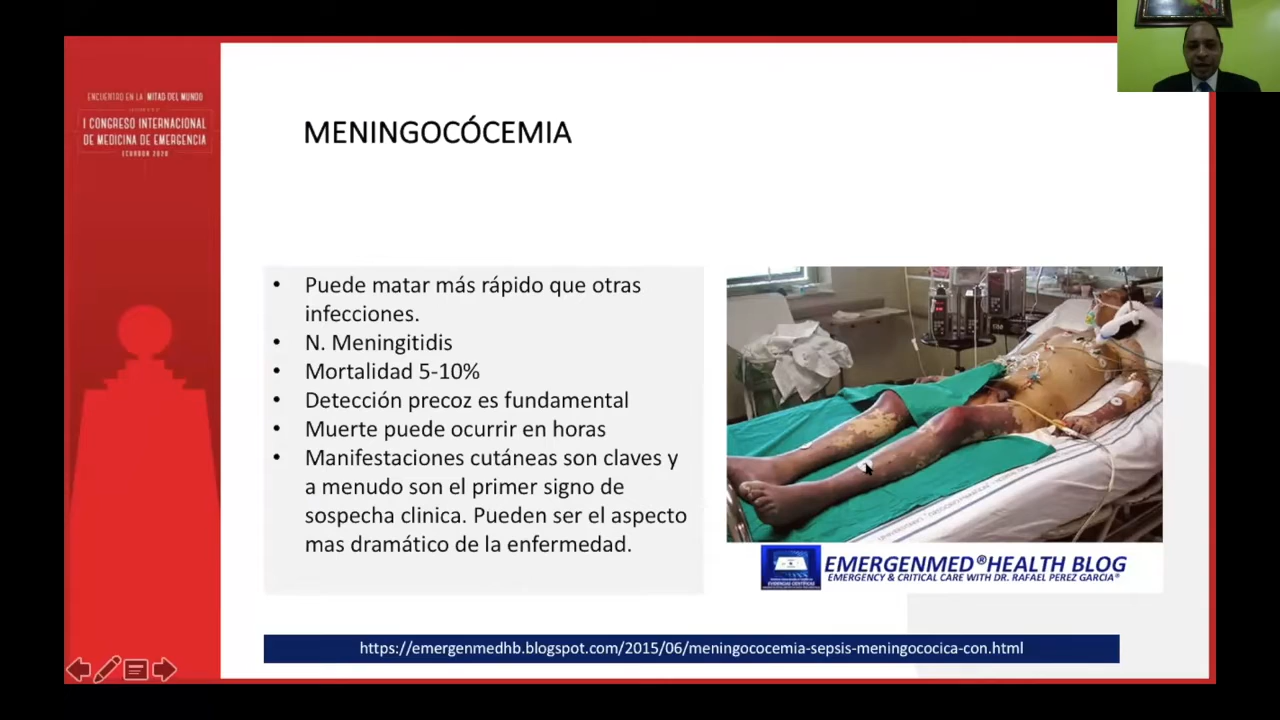 ENCUENTRO EN LA MITAD DEL MUNDO
I CONGRESO INTERNACIONAL
DE MEDICINA DE EMERGENCIA
ECUADOR 2020
MENINGOCÓCEMIA
• Puede matar más rápido que otras
infecciones.
• N. Meningitidis
• Mortalidad 5-10%
• Detección precoz es fundamental
• Muerte puede ocurrir en horas
• Manifestaciones cutáneas son claves y
a menudo son el primer signo de
sospecha clinica. Pueden ser el aspecto
mas dramático de la enfermedad.
EMERGENMED®HEALTH BLOG
EMERGENCY & CRITICAL CARE WITH DR. RAFAEL PEREZ GARCIA®
https://emergenmedhb.blogspot.com/2015/06/meningococemia-sepsis-meningococica-con.html